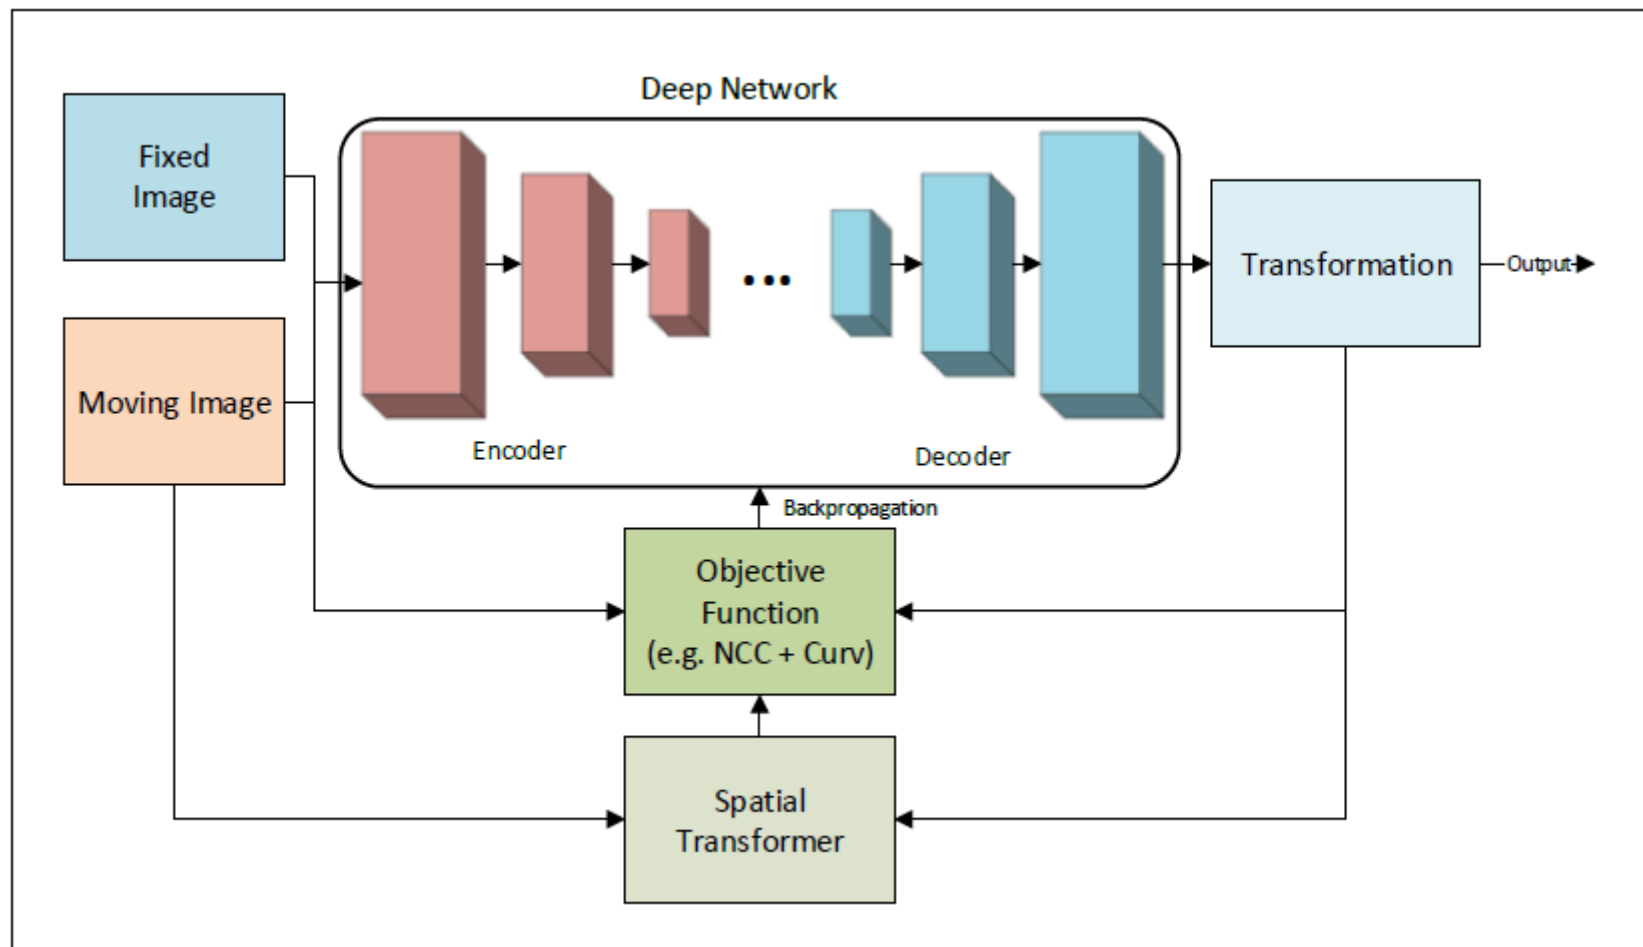 Deep Network
Fixed
Image
Moving Image
Encoder
Decoder
Transformation
Output
Backpropagation
Objective
Function
(e.g. NCC + Curv)
Spatial
Transformer